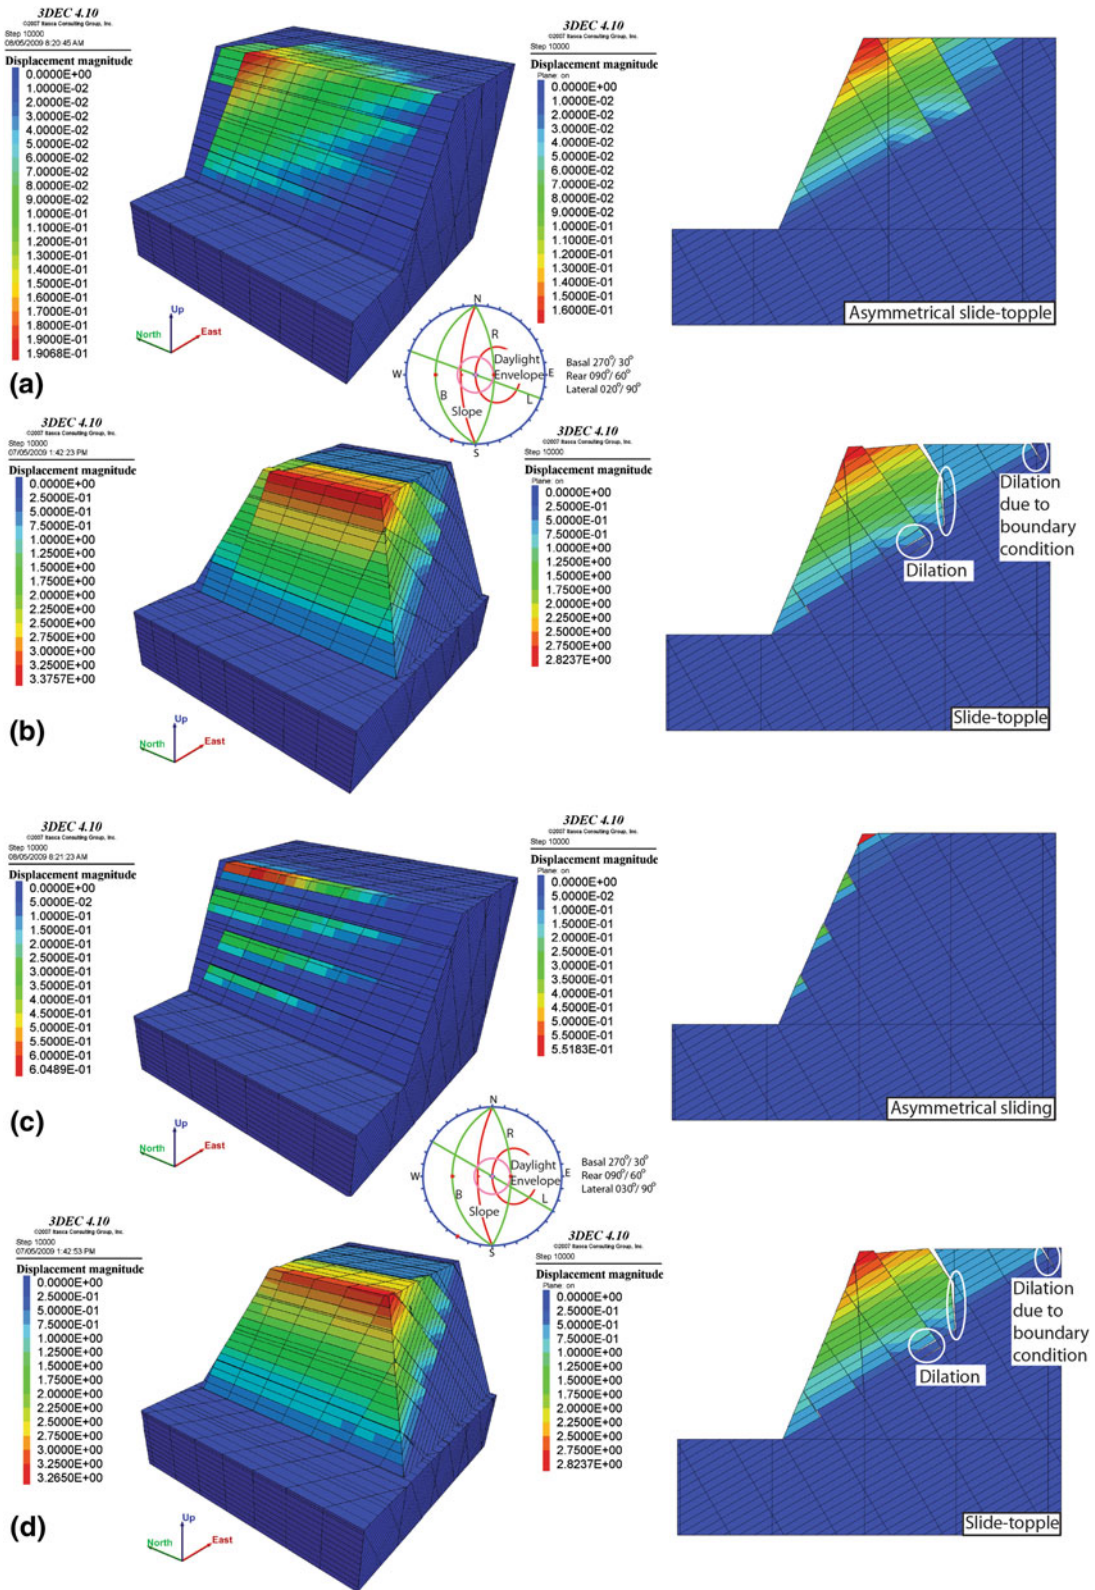 3DEC 4.10
©2007 Itasca Consulting Group, Inc.
Step 10000
08/05/2009 8:20:45 AM
Displacement magnitude
0.0000E+00
1.0000E-02
2.0000E-02
3.0000E-02
4.0000E-02
5.0000E-02
6.0000E-02
7.0000E-02
8.0000E-02
9.0000E-02
1.0000E-01
1.1000E-01
1.2000E-01
1.3000E-01
1.4000E-01
1.5000E-01
1.6000E-01
1.7000E-01
1.8000E-01
1.9000E-01
1.9068E-01
Up
North
East
(a)
3DEC 4.10
©2007 Itasca Consulting Group, Inc.
Step 10000
Displacement magnitude
Plane: on
0.0000E+00
1.0000E-02
2.0000E-02
3.0000E-02
4.0000E-02
5.0000E-02
6.0000E-02
7.0000E-02
8.0000E-02
9.0000E-02
1.0000E-01
1.1000E-01
1.2000E-01
1.3000E-01
1.4000E-01
1.5000E-01
1.6000E-01
Asymmetrical slide-topple
N
R
Daylight
Envelope
W
E
B
Slope
L
S
Basal 270°/30°
Rear 090°/60°
Lateral 020°/90°
3DEC 4.10
©2007 Itasca Consulting Group, Inc.
Step 10000
07/05/2009 1:42:23 PM
Displacement magnitude
0.0000E+00
2.5000E-01
5.0000E-01
7.5000E-01
1.0000E+00
1.2500E+00
1.5000E+00
1.7500E+00
2.0000E+00
2.2500E+00
2.5000E+00
2.7500E+00
3.0000E+00
3.2500E+00
3.3757E+00
Up
North
East
(b)
3DEC 4.10
©2007 Itasca Consulting Group, Inc.
Step 10000
Displacement magnitude
Plane: on
0.0000E+00
2.5000E-01
5.0000E-01
7.5000E-01
1.0000E+00
1.2500E+00
1.5000E+00
1.7500E+00
2.0000E+00
2.2500E+00
2.5000E+00
2.7500E+00
2.8237E+00
Dilation
Dilation
due to
boundary
condition
Slide-topple
3DEC 4.10
©2007 Itasca Consulting Group, Inc.
Step 10000
08/05/2009 8:21:23 AM
Displacement magnitude
0.0000E+00
5.0000E-02
1.0000E-01
1.5000E-01
2.0000E-01
2.5000E-01
3.0000E-01
3.5000E-01
4.0000E-01
4.5000E-01
5.0000E-01
5.5000E-01
6.0000E-01
6.0489E-01
Up
North
East
(c)
3DEC 4.10
©2007 Itasca Consulting Group, Inc.
Step 10000
Displacement magnitude
Plane: on
0.0000E+00
5.0000E-02
1.0000E-01
1.5000E-01
2.0000E-01
2.5000E-01
3.0000E-01
3.5000E-01
4.0000E-01
4.5000E-01
5.0000E-01
5.5000E-01
5.5183E-01
Asymmetrical sliding
N
R
Daylight
Envelope
W
E
B
Slope
L
S
Basal 270°/30°
Rear 090°/60°
Lateral 030°/90°
3DEC 4.10
©2007 Itasca Consulting Group, Inc.
Step 10000
07/05/2009 1:42:53 PM
Displacement magnitude
0.0000E+00
2.5000E-01
5.0000E-01
7.5000E-01
1.0000E+00
1.2500E+00
1.5000E+00
1.7500E+00
2.0000E+00
2.2500E+00
2.5000E+00
2.7500E+00
3.0000E+00
3.2500E+00
3.2650E+00
Up
North
East
(d)
3DEC 4.10
©2007 Itasca Consulting Group, Inc.
Step 10000
Displacement magnitude
Plane: on
0.0000E+00
2.5000E-01
5.0000E-01
7.5000E-01
1.0000E+00
1.2500E+00
1.5000E+00
1.7500E+00
2.0000E+00
2.2500E+00
2.5000E+00
2.7500E+00
2.8237E+00
Dilation
Dilation
due to
boundary
condition
Slide-topple